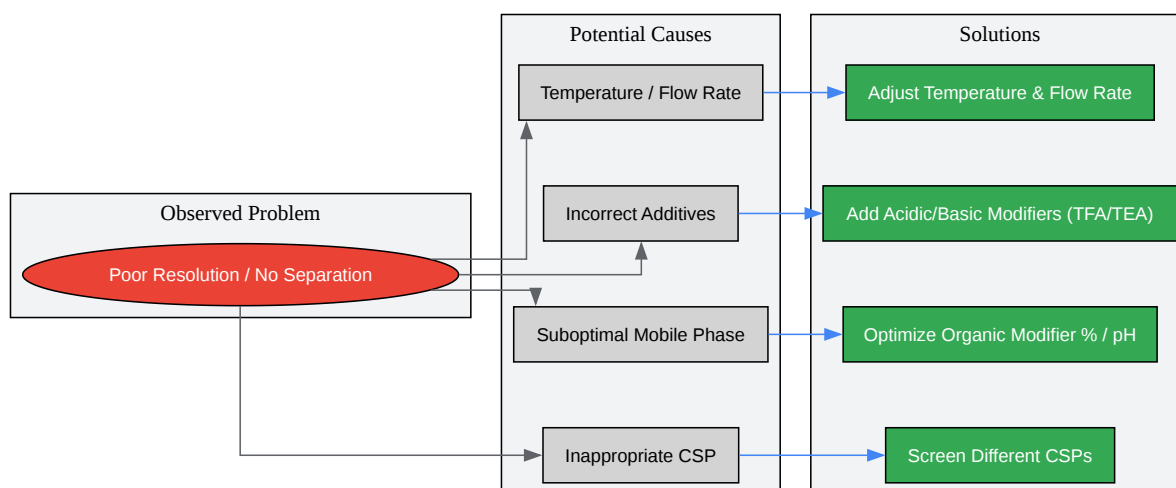 Observed Problem
Poor Resolution / No Separation
Potential Causes
Temperature / Flow Rate
Incorrect Additives
Suboptimal Mobile Phase
Inappropriate CSP
Solutions
Adjust Temperature & Flow Rate
Add Acidic/Basic Modifiers (TFA/TEA)
Optimize Organic Modifier % / pH
Screen Different CSPs